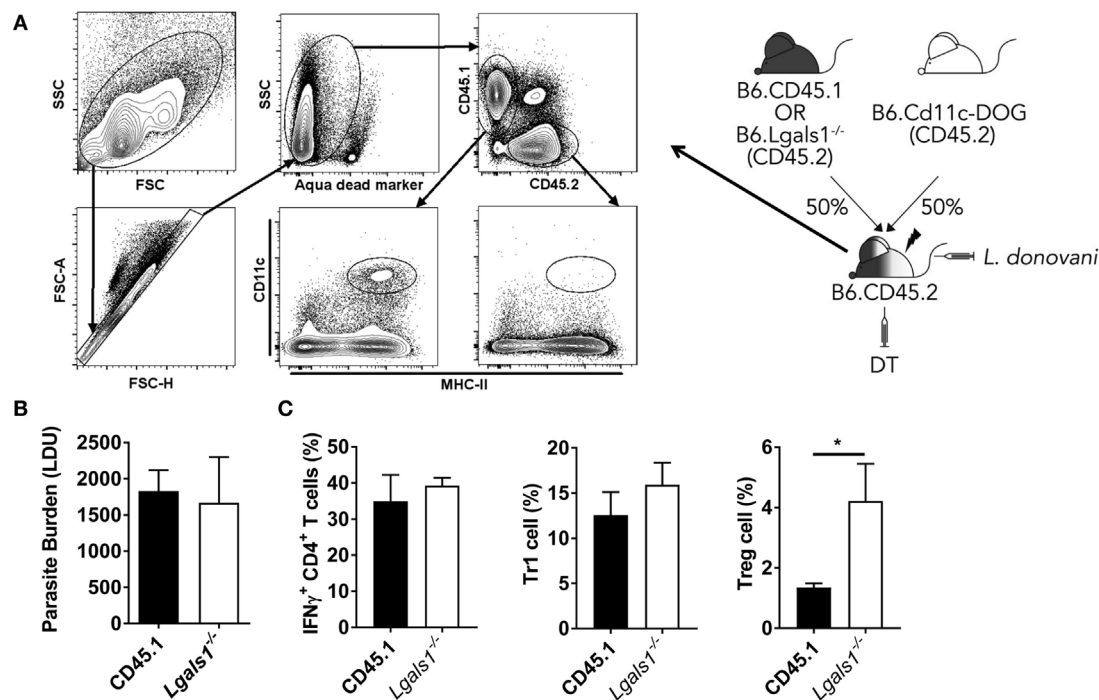 A
SSC
FSC
SSC
Aqua dead marker
CD45.1
CD45.2
B6.CD45.1
OR
B6.Lgals1⁻/⁻
(CD45.2)
B6.Cd11c-DOG
(CD45.2)
50%
50%
L. donovani
B6.CD45.2
DT
FSC-A
FSC-H
CD11c
MHC-II
B
Parasite Burden (LDU)
2500
2000
1500
1000
500
0
CD45.1
Lgals1⁻/⁻
C
IFNγ⁺ CD4⁺ T cells (%)
50
40
30
20
10
0
CD45.1
Lgals1⁻/⁻
Tr1 cell (%)
20
15
10
5
0
CD45.1
Lgals1⁻/⁻
Treg cell (%)
6
4
2
0
*
CD45.1
Lgals1⁻/⁻